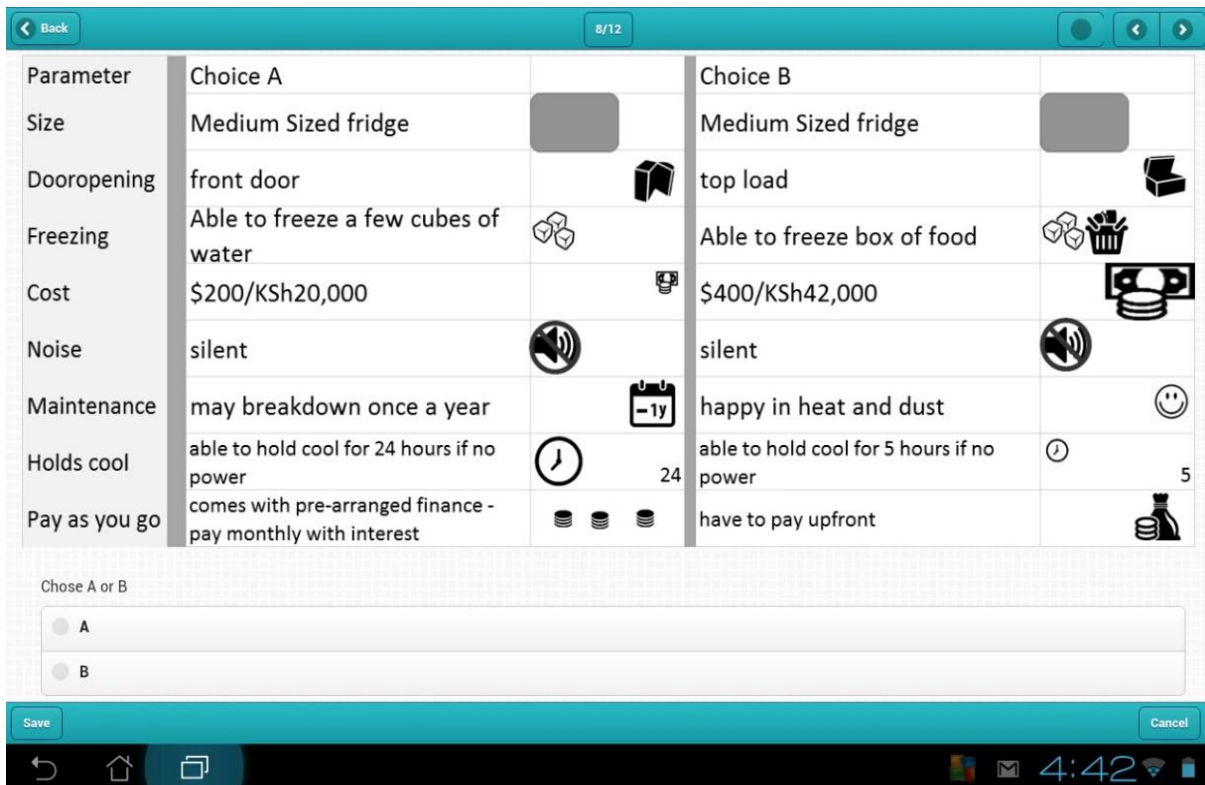 Back
8/12
Parameter Choice A Choice B
Size Medium Sized fridge Medium Sized fridge
Dooropening front door top load
Freezing Able to freeze a few cubes of
water Able to freeze box of food
Cost $200/KSh20,000 $400/KSh42,000
Noise silent silent
Maintenance may breakdown once a year -1y happy in heat and dust
Holds cool able to hold cool for 24 hours if no
power 24 able to hold cool for 5 hours if no
power 5
Pay as you go comes with pre-arranged finance -
pay monthly with interest have to pay upfront
Chose A or B
A
B
Save Cancel
4:42